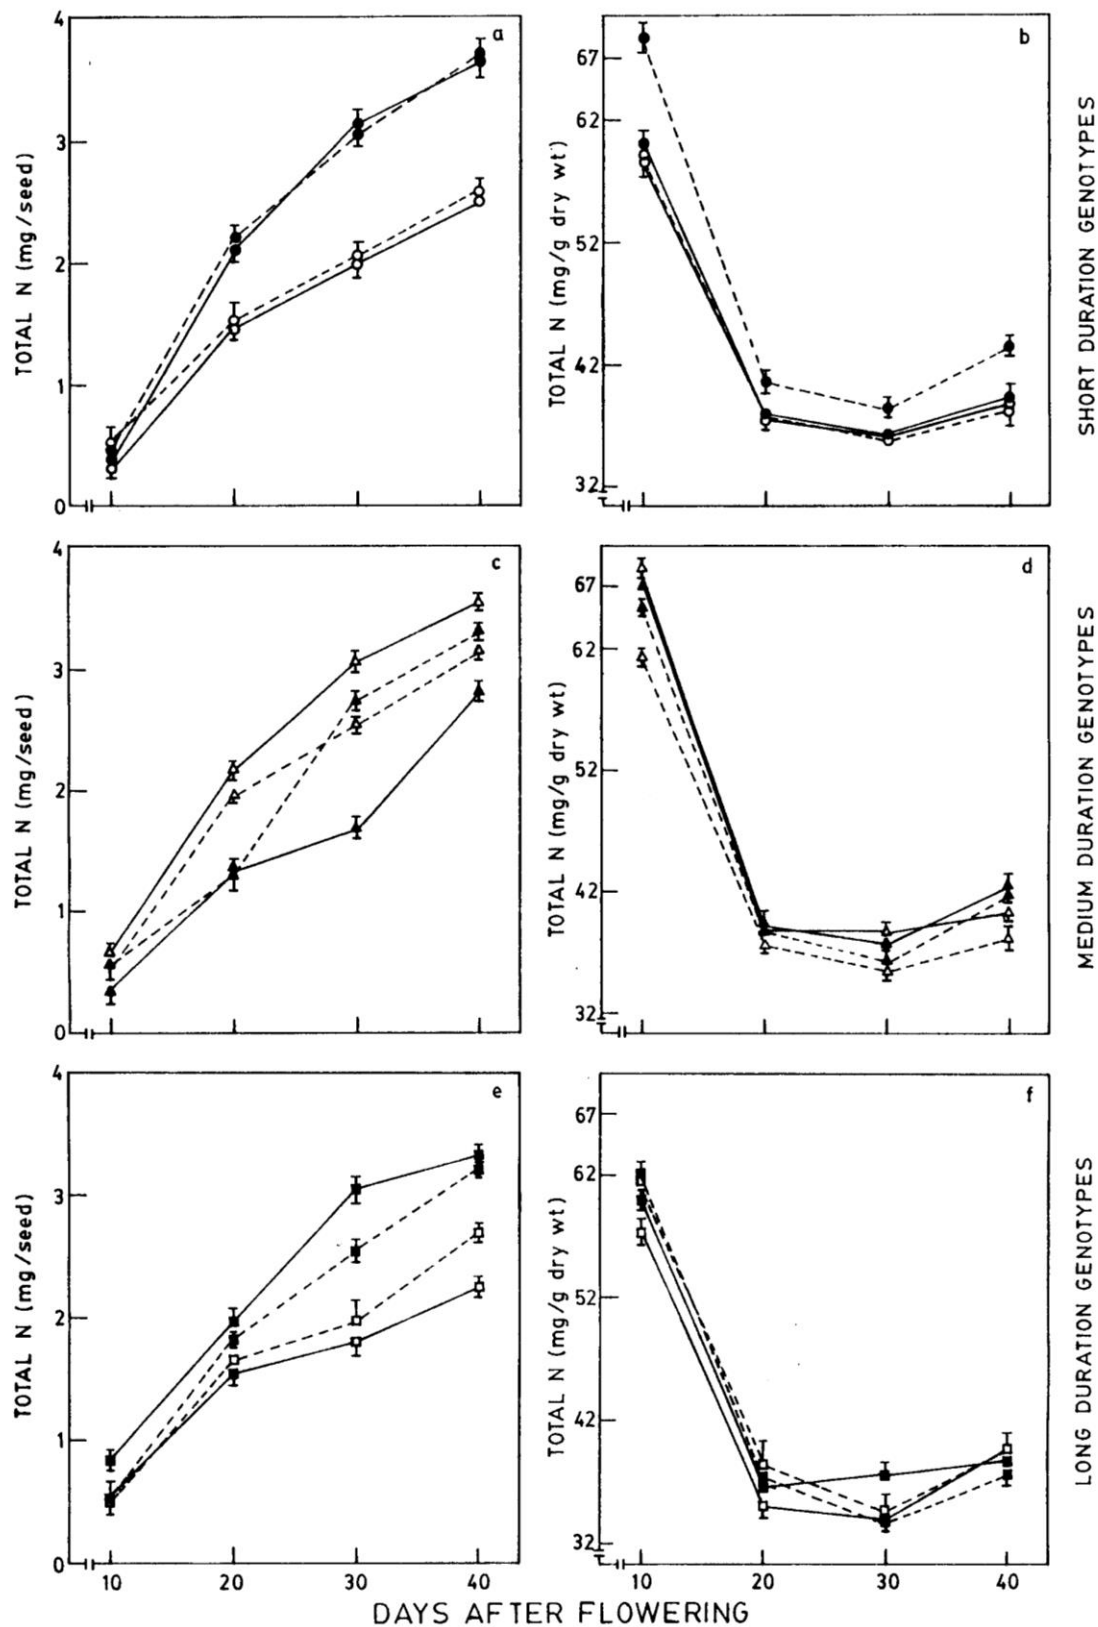 a
4
3
2
1
0
TOTAL N (mg/seed)
b
67
62
52
42
32
TOTAL N (mg/g dry wt)
SHORT DURATION GENOTYPES
c
4
3
2
1
0
TOTAL N (mg/seed)
d
67
62
52
42
32
TOTAL N (mg/g dry wt)
MEDIUM DURATION GENOTYPES
e
4
3
2
1
0
TOTAL N (mg/seed)
10 20 30 40
f
67
62
52
42
32
TOTAL N (mg/g dry wt)
10 20 30 40
LONG DURATION GENOTYPES
DAYS AFTER FLOWERING